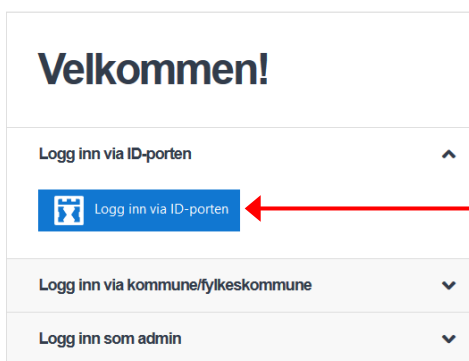 Velkommen!
Logg inn via ID-porten
Logg inn via ID-porten
Logg inn via kommune/fylkeskommune
Logg inn som admin